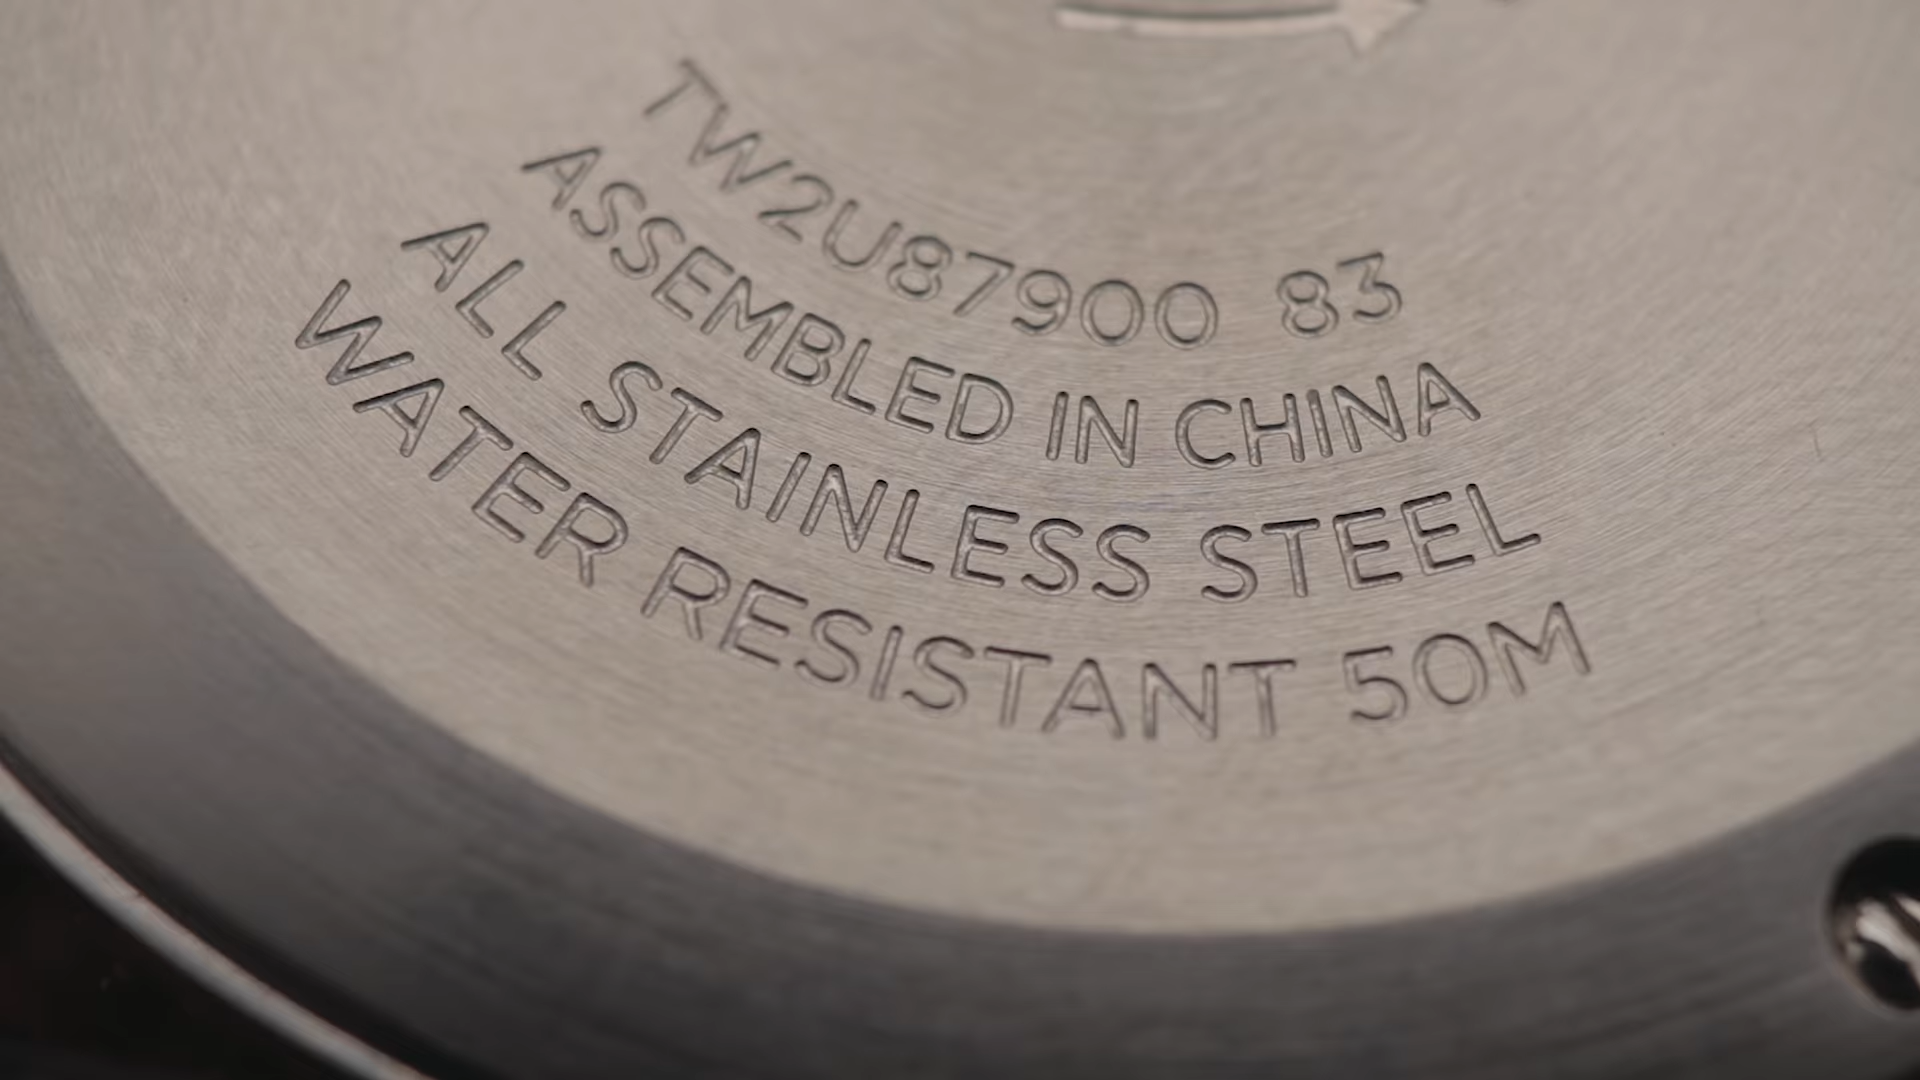 TW2U87900 83
ASSEMBLED IN CHINA
ALL STAINLESS STEEL
WATER RESISTANT 50M